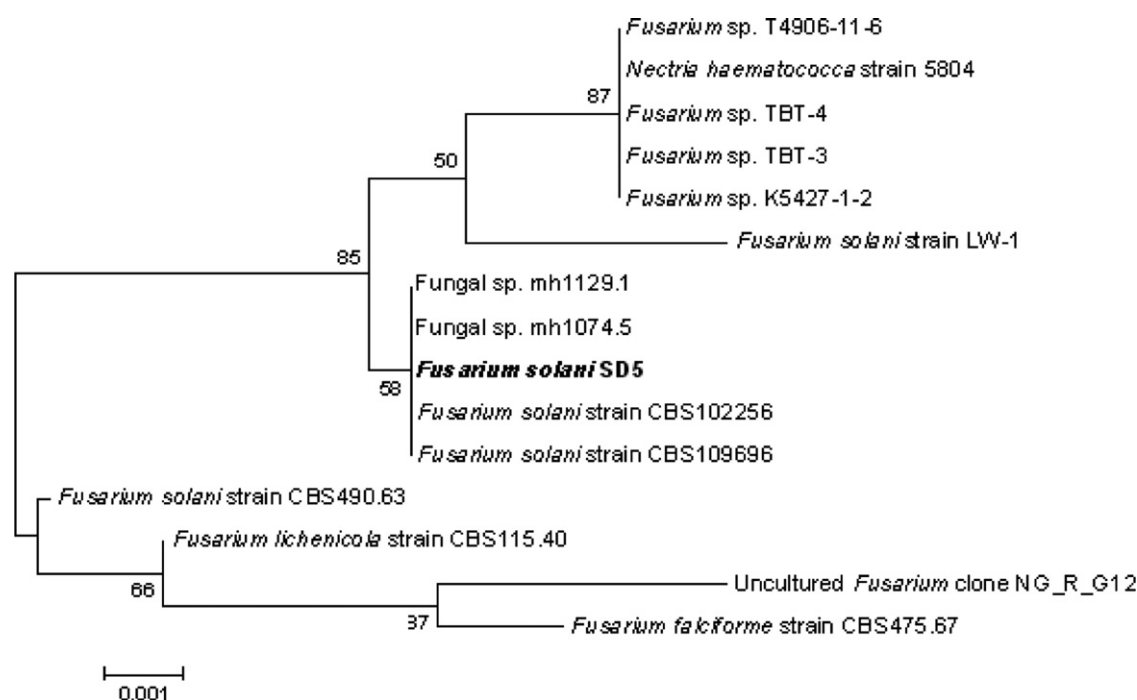 Fusarium sp. T4906-11-6
Nectria haematococca strain 5804
87
Fusarium sp. TBT-4
Fusarium sp. TBT-3
50
Fusarium sp. K5427-1-2
Fusarium solani strain LW-1
85
Fungal sp. mh1129.1
Fungal sp. mh1074.5
Fusarium solani SD5
58
Fusarium solani strain CBS102256
Fusarium solani strain CBS109696
Fusarium solani strain CBS490.63
Fusarium lichenicola strain CBS115.40
66
Uncultured Fusarium clone NG_R_G12
37
Fusarium falciforme strain CBS475.67
0.001